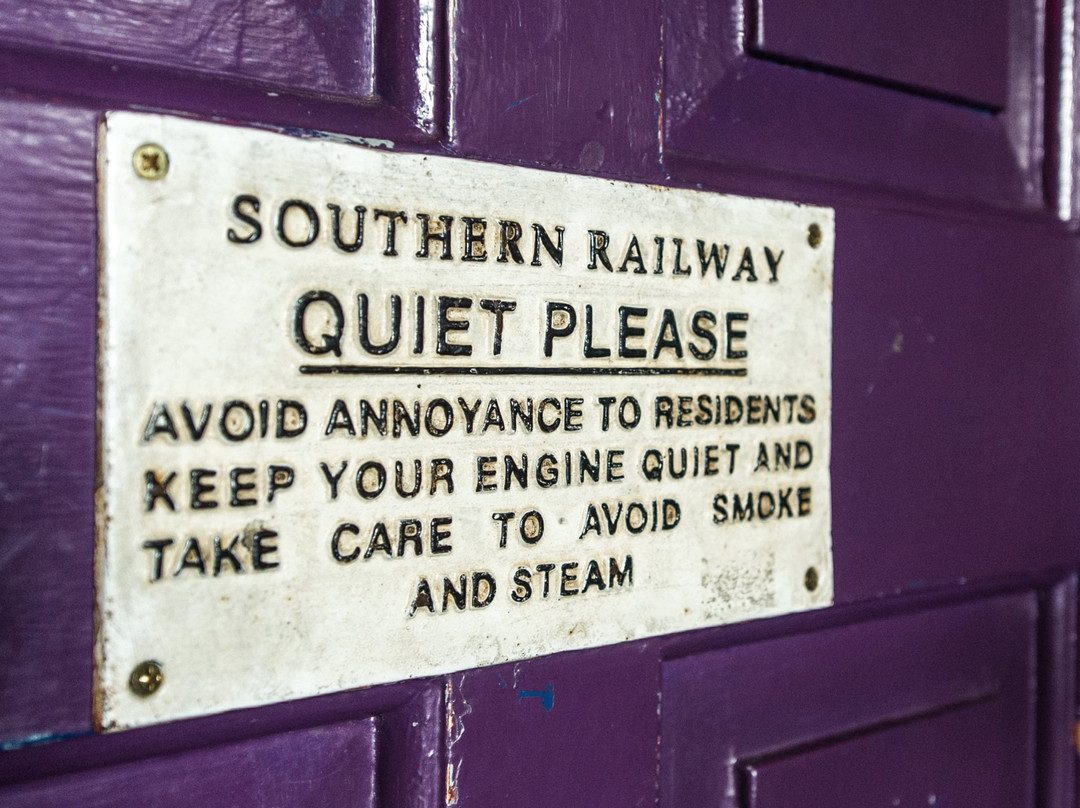 SOUTHERN RAILWAY
QUIET PLEASE
AVOID ANNOYANCE TO RESIDENTS
KEEP YOUR ENGINE QUIET AND
TAKE CARE TO AVOID SMOKE
AND STEAM